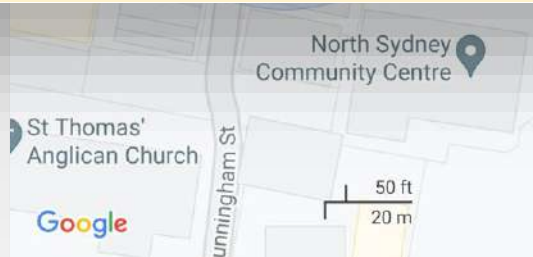 North Sydney
Community Centre
St Thomas'
Anglican Church
unningham St
50 ft
20 m
Google